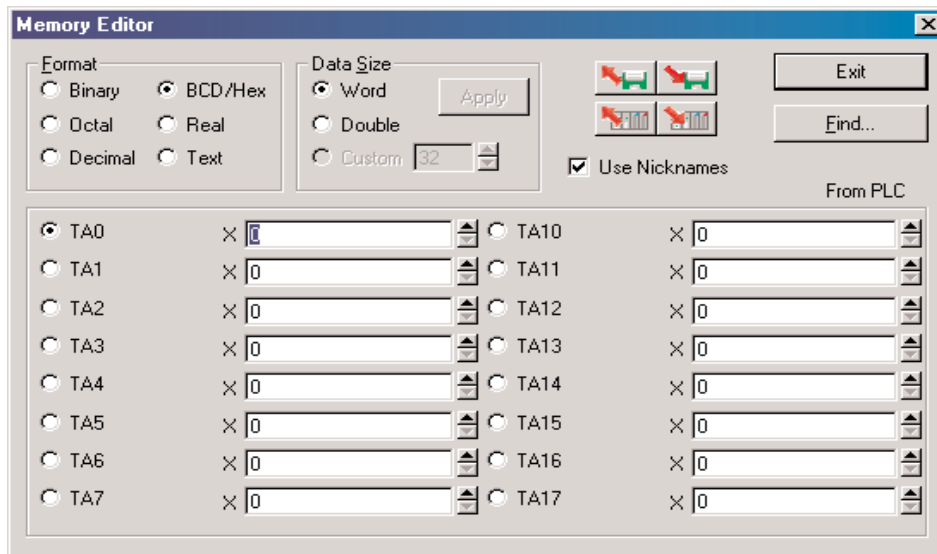 Memory Editor
Format
Binary
BCD/Hex
Octal
Real
Decimal
Text
Data Size
Word
Apply
Double
Custom 32
Use Nicknames
Exit
Find...
From PLC
TA0 X 0 TA10 X 0
TA1 X 0 TA11 X 0
TA2 X 0 TA12 X 0
TA3 X 0 TA13 X 0
TA4 X 0 TA14 X 0
TA5 X 0 TA15 X 0
TA6 X 0 TA16 X 0
TA7 X 0 TA17 X 0